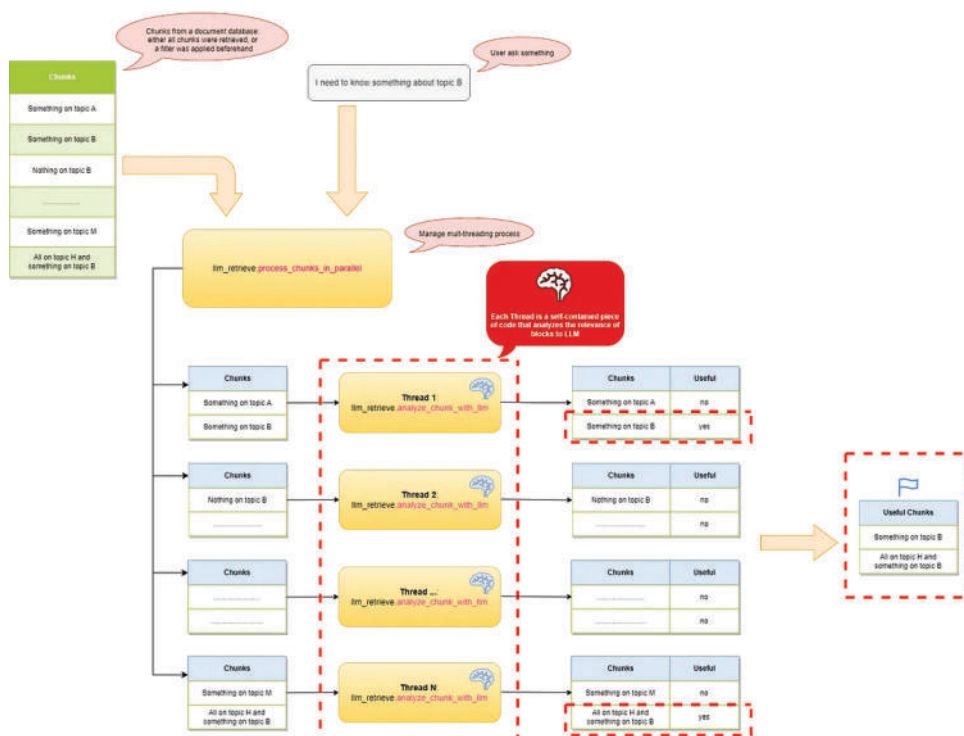 Chunks from a document database:
either all chunks were retrieved, or
a filter was applied beforehand
User ask something
I need to know something about topic B
Chunks
Something on topic A
Something on topic B
Nothing on topic B
....................
Something on topic M
All on topic H and
something on topic B
Manage mult-threading process
llm_retrieve.process_chunks_in_parallel
Each Thread is a self-contained piece
of code that analyzes the relevance of
blocks to LLM
Chunks
Something on topic A
Something on topic B
Thread 1:
llm_retrieve.analyze_chunk_with_llm
Chunks Useful
Something on topic A no
Something on topic B yes
Chunks
Nothing on topic B
....................
Thread 2:
llm_retrieve.analyze_chunk_with_llm
Chunks Useful
Nothing on topic B no
.................... no
Chunks
....................
....................
Thread ...:
llm_retrieve.analyze_chunk_with_llm
Chunks Useful
.................... no
.................... no
Chunks
Something on topic M
All on topic H and
something on topic B
Thread N:
llm_retrieve.analyze_chunk_with_llm
Chunks Useful
Something on topic M no
All on topic H and
something on topic B yes
Useful Chunks
Something on topic B
All on topic H and
something on topic B